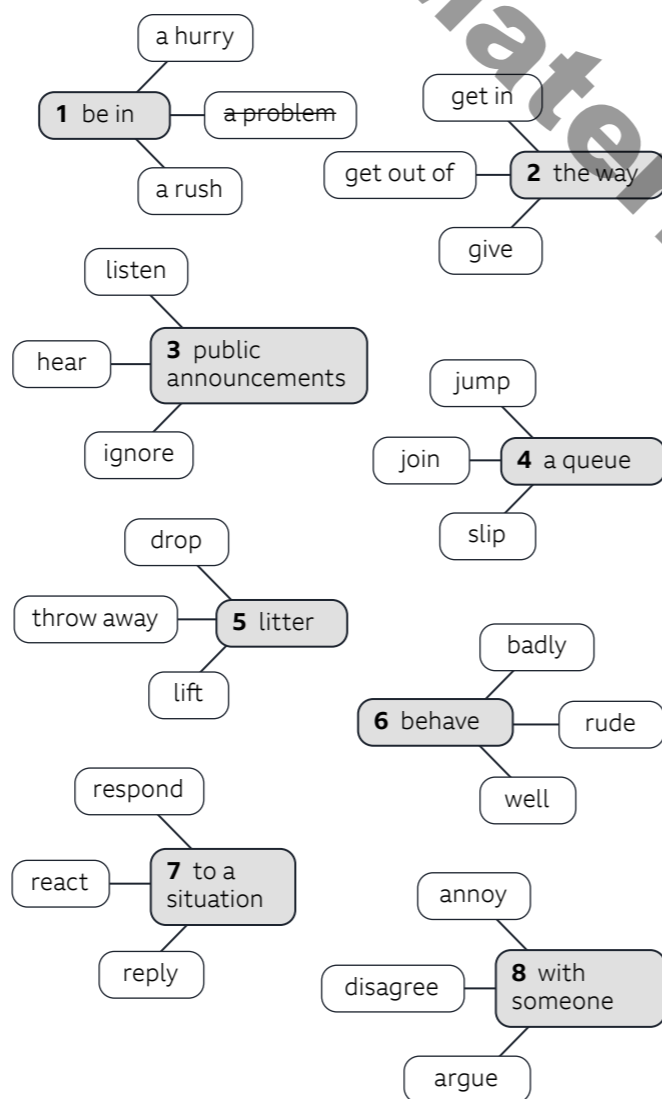 a hurry
1 be in
a problem
a rush
get in
get out of
2 the way
give
listen
hear
3 public
announcements
ignore
jump
join
4 a queue
slip
drop
throw away
5 litter
lift
badly
6 behave
rude
well
respond
react
7 to a
situation
reply
annoy
disagree
8 with
someone
argue